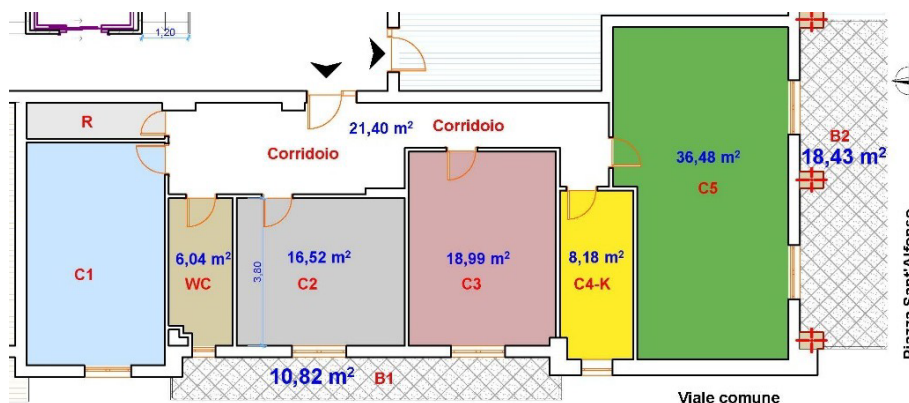 1,20
R
21,40 m²
Corridoio
Corridoio
B2
18,43 m²
36,48 m²
C5
C1
6,04 m²
WC
3,80
16,52 m²
C2
18,99 m²
C3
8,18 m²
C4-K
10,82 m²
B1
Viale comune
Piazza Sant'Alfonso